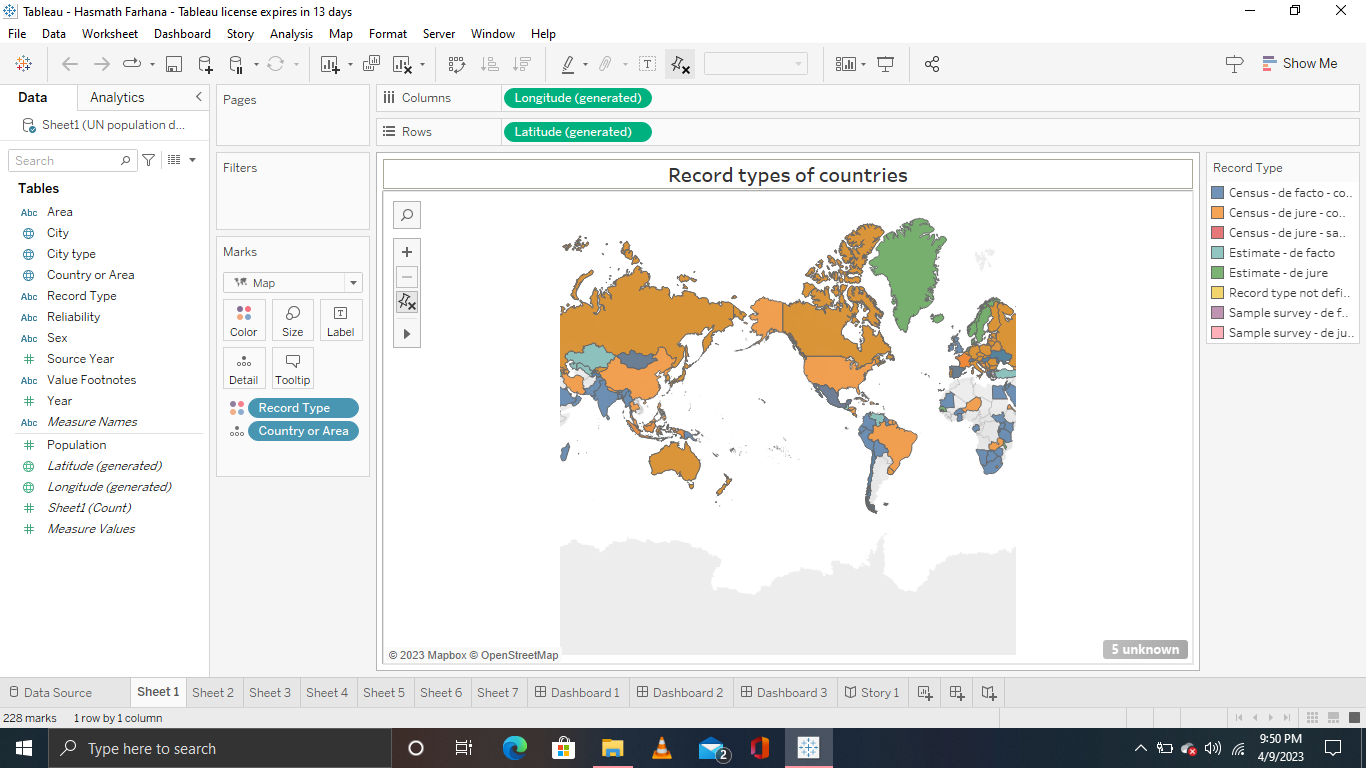 Tableau - Hasmath Farhana - Tableau license expires in 13 days
File Data Worksheet Dashboard Story Analysis Map Format Server Window Help
Show Me
Data Analytics
Sheet1 (UN population d...
Search
Tables
Abc Area
City
City type
Country or Area
Abc Record Type
Abc Reliability
Abc Sex
Source Year
Value Footnotes
Year
Abc Measure Names
Population
Latitude (generated)
Longitude (generated)
Sheet1 (Count)
Measure Values
Pages
Filters
Marks
Map
Color Size Label
Detail Tooltip
Record Type
Country or Area
Columns Longitude (generated)
Rows Latitude (generated)
Record types of countries
© 2023 Mapbox © OpenStreetMap
5 unknown
Record Type
Census - de facto - co..
Census - de jure - co..
Census - de jure - sa..
Estimate - de facto
Estimate - de jure
Record type not defi..
Sample survey - de f..
Sample survey - de ju..
Data Source Sheet 1 Sheet 2 Sheet 3 Sheet 4 Sheet 5 Sheet 6 Sheet 7 Dashboard 1 Dashboard 2 Dashboard 3 Story 1
228 marks 1 row by 1 column
Type here to search
2
9:50 PM
4/9/2023